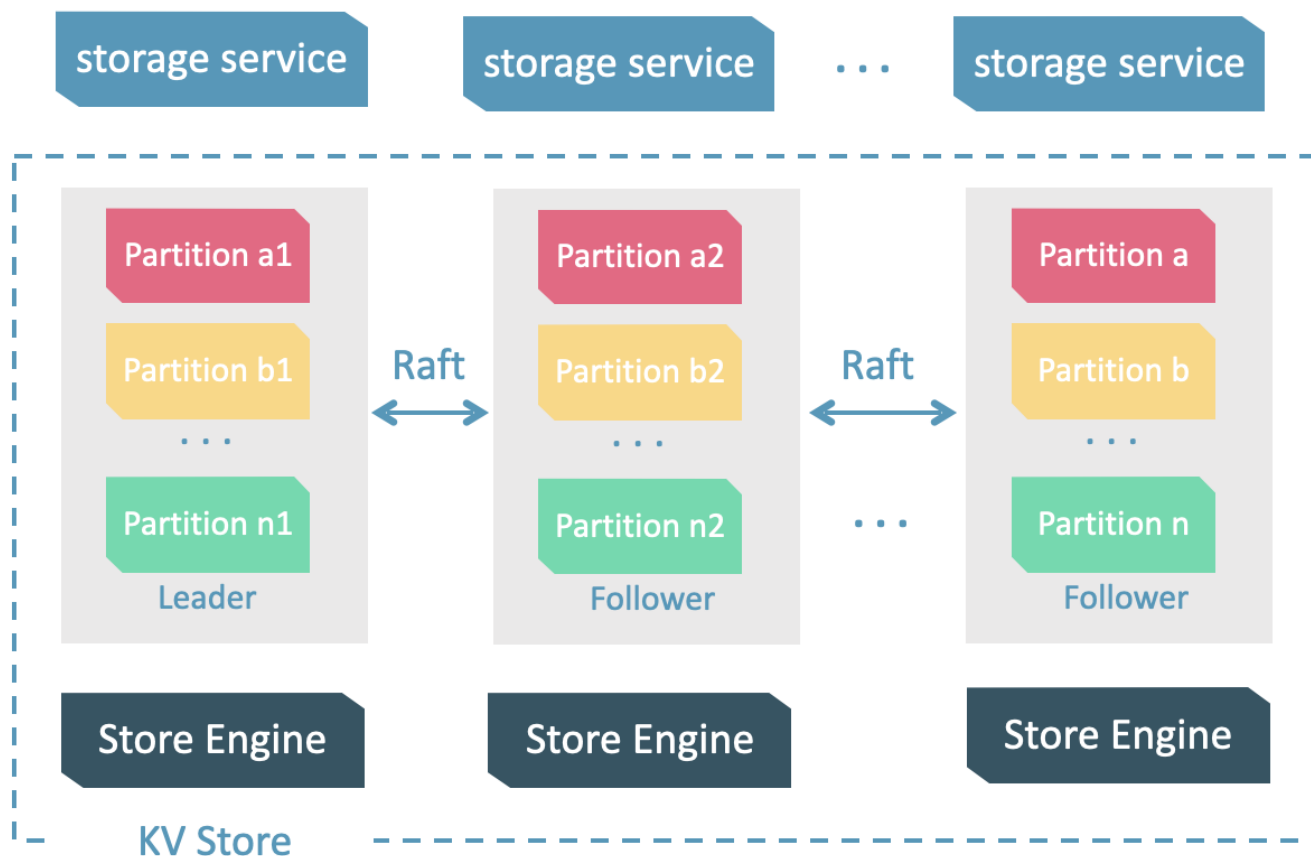 storage service
storage service
...
storage service
Partition a1
Partition a2
Partition a
Partition b1
Raft
Partition b2
Raft
Partition b
...
...
...
Partition n1
Partition n2
...
Partition n
Leader
Follower
Follower
Store Engine
Store Engine
Store Engine
KV Store